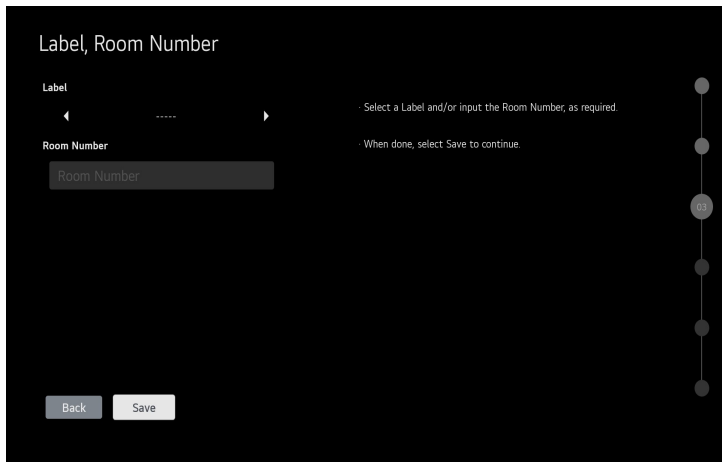 Label, Room Number
Label
-----
Room Number
Room Number
· Select a Label and/or input the Room Number, as required.
· When done, select Save to continue.
03
Back
Save